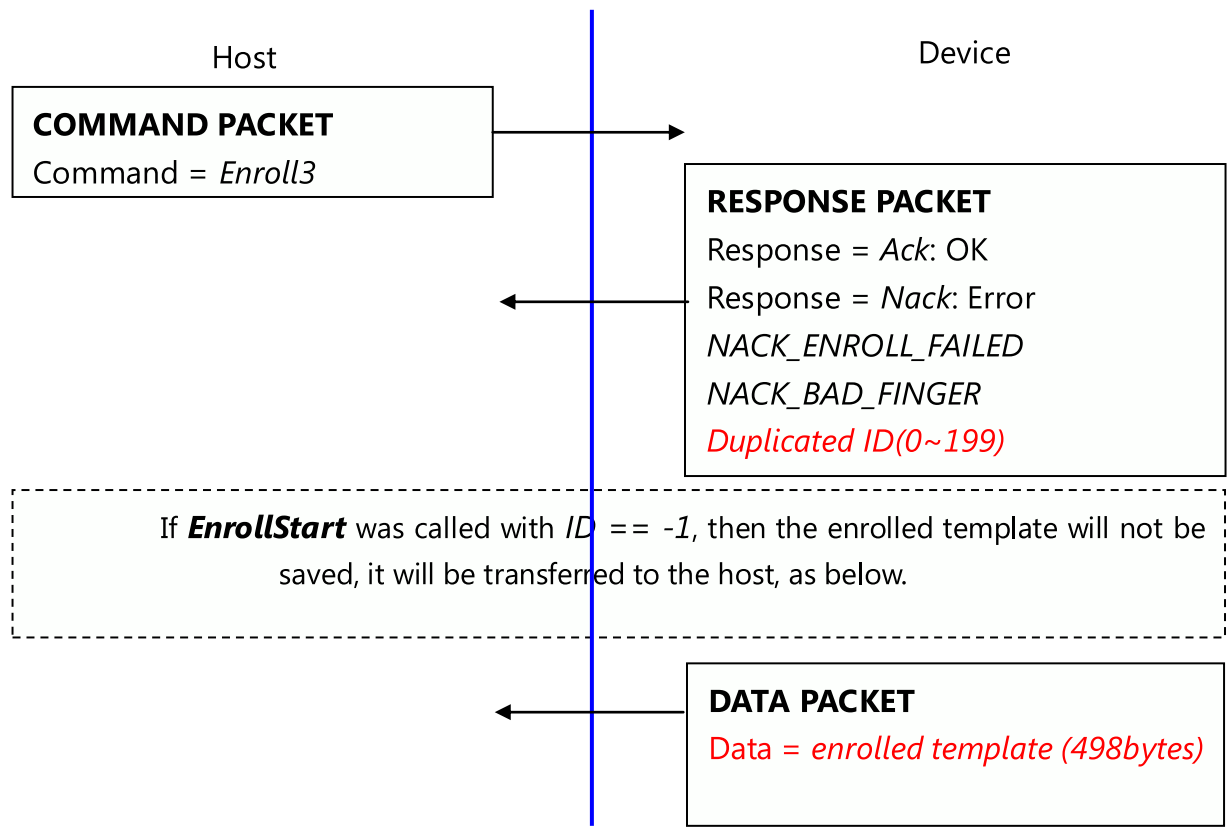 Host
Device
COMMAND PACKET
Command = Enroll3
RESPONSE PACKET
Response = Ack: OK
Response = Nack: Error
NACK_ENROLL_FAILED
NACK_BAD_FINGER
Duplicated ID(0~199)
If EnrollStart was called with ID == -1, then the enrolled template will not be
saved, it will be transferred to the host, as below.
DATA PACKET
Data = enrolled template (498bytes)